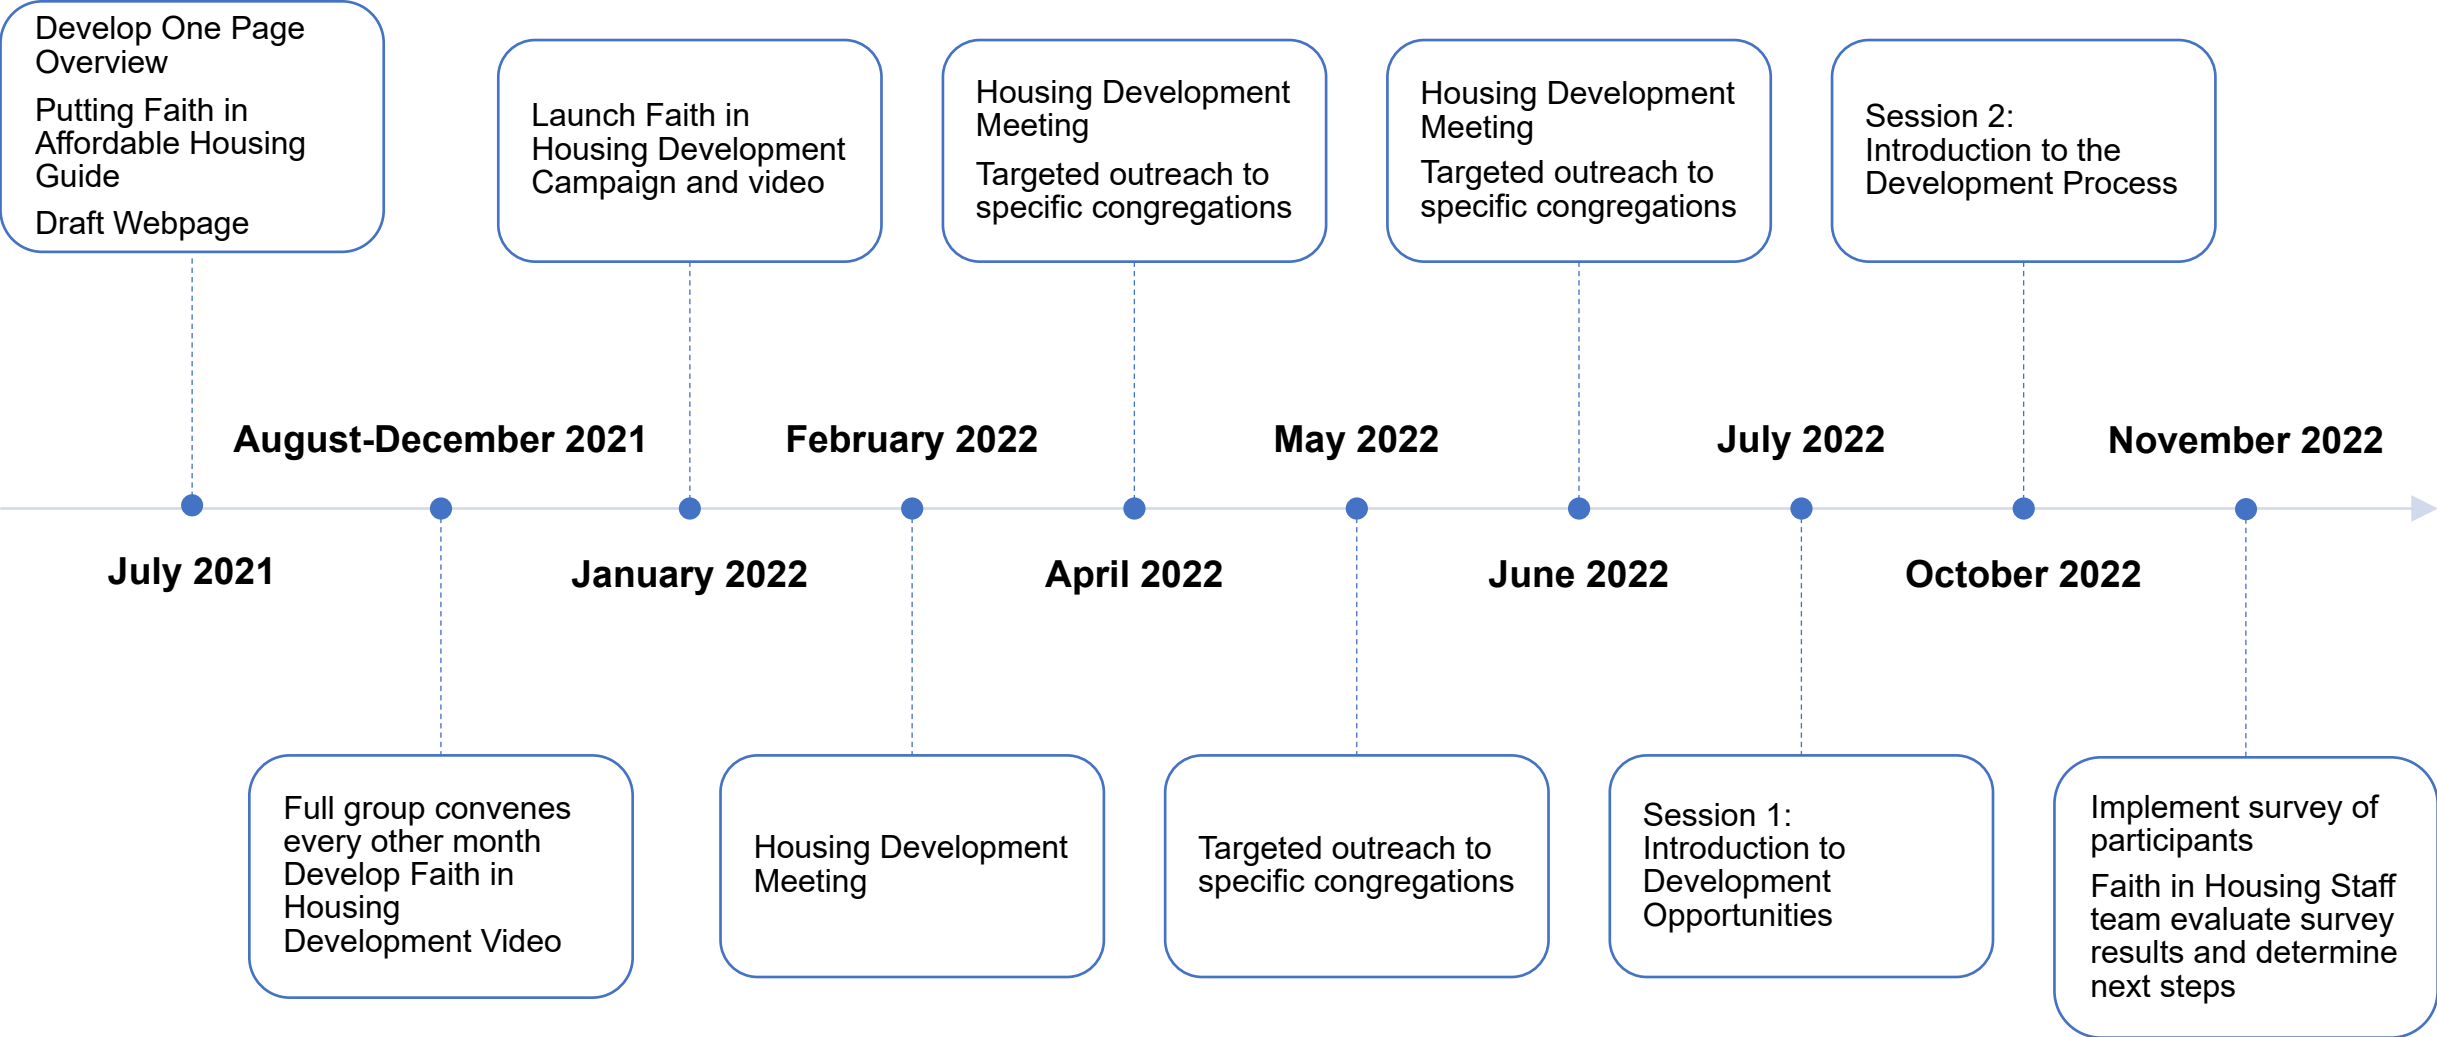 Develop One Page
Overview
Putting Faith in
Affordable Housing
Guide
Draft Webpage
Launch Faith in
Housing Development
Campaign and video
Housing Development
Meeting
Targeted outreach to
specific congregations
Housing Development
Meeting
Targeted outreach to
specific congregations
Session 2:
Introduction to the
Development Process
August-December 2021
February 2022
May 2022
July 2022
November 2022
July 2021
January 2022
April 2022
June 2022
October 2022
Full group convenes
every other month
Develop Faith in
Housing
Development Video
Housing Development
Meeting
Targeted outreach to
specific congregations
Session 1:
Introduction to
Development
Opportunities
Implement survey of
participants
Faith in Housing Staff
team evaluate survey
results and determine
next steps